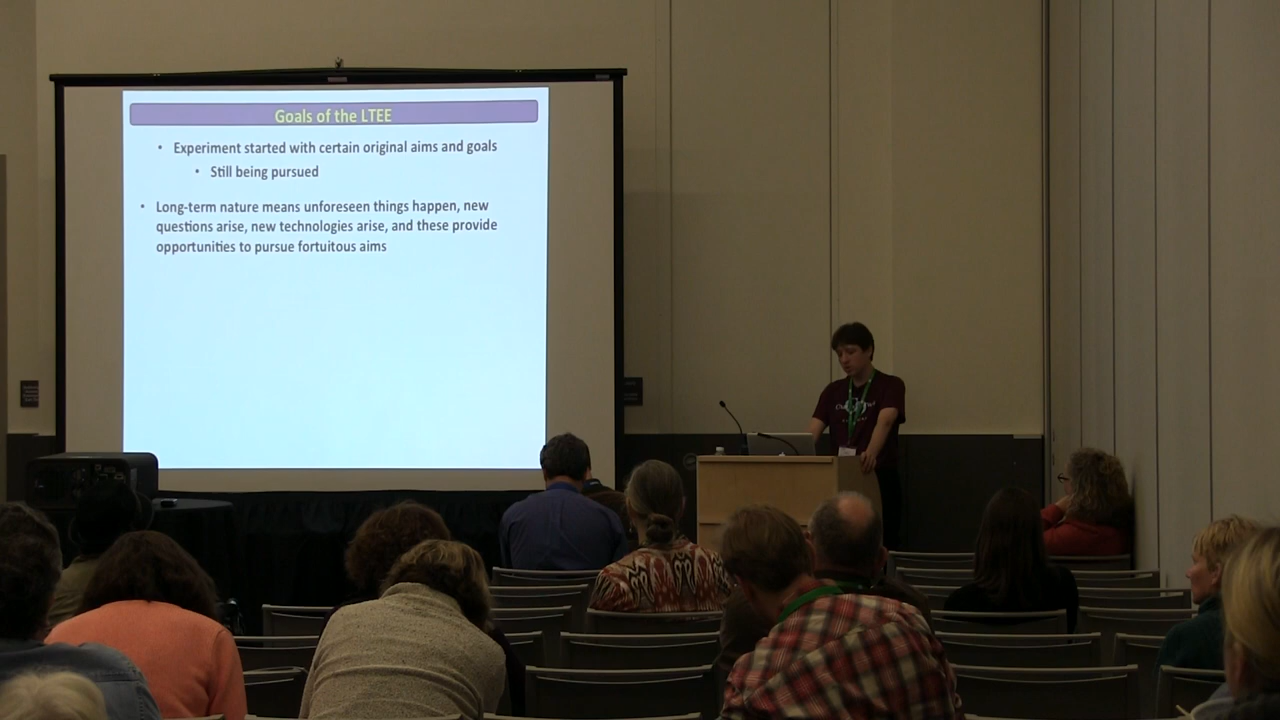 Goals of the LTEE
• Experiment started with certain original aims and goals
• Still being pursued
• Long-term nature means unforeseen things happen, new
questions arise, new technologies arise, and these provide
opportunities to pursue fortuitous aims